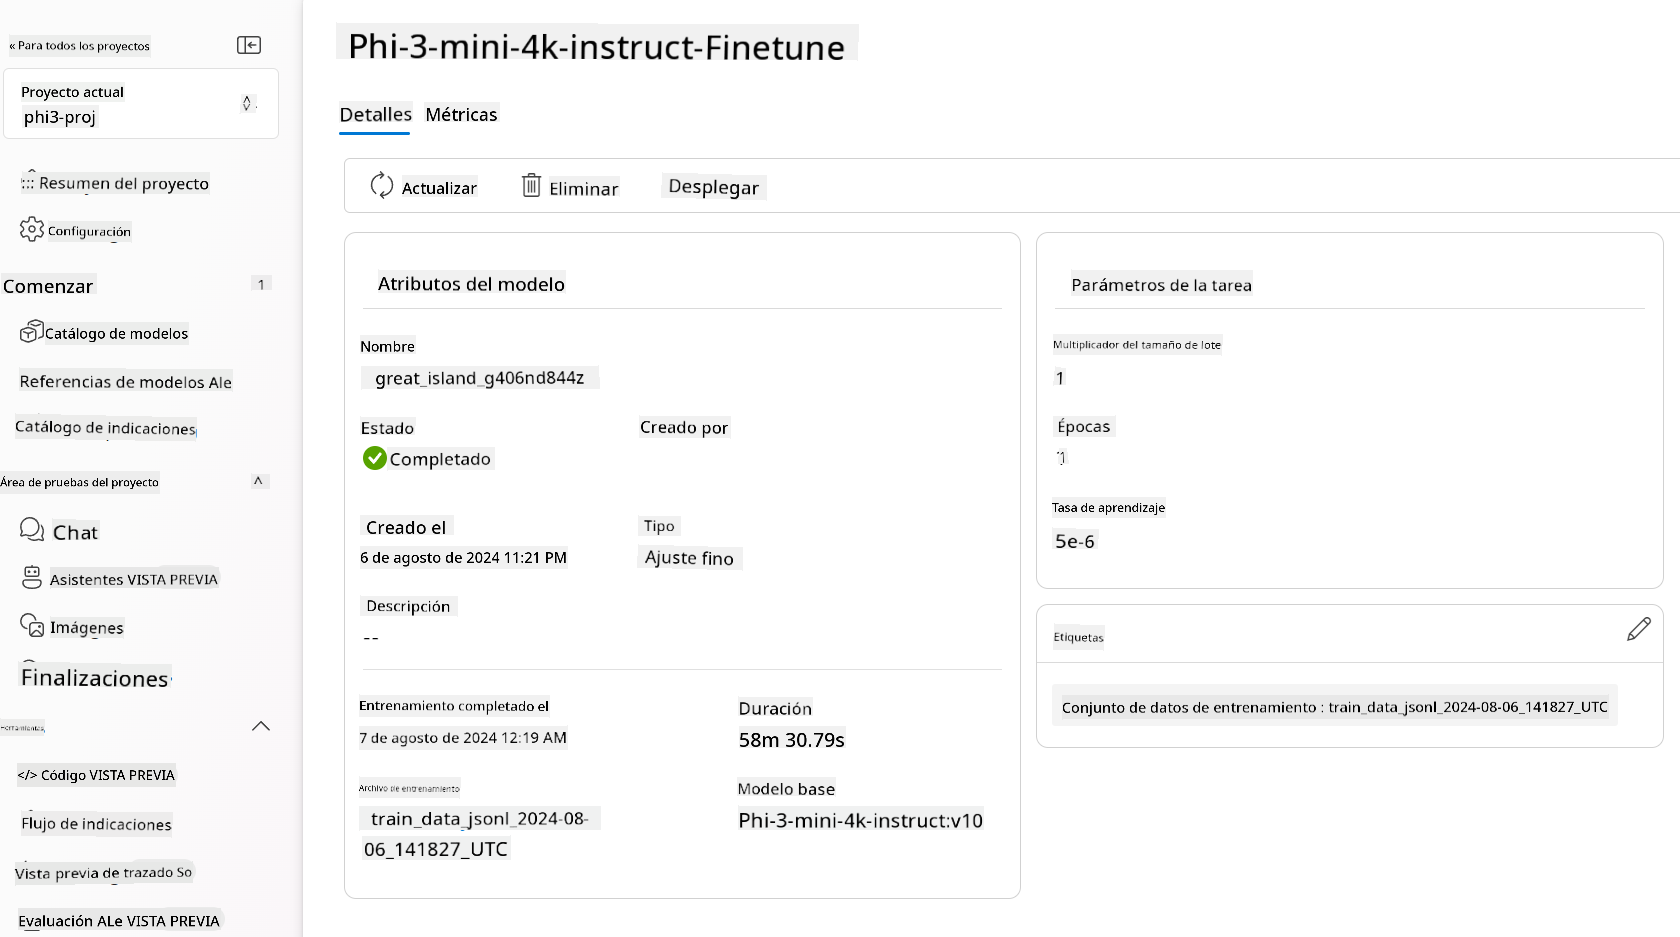 « Para todos los proyectos
Proyecto actual
phi3-proj
Resumen del proyecto
Configuración
Comenzar
1
Catálogo de modelos
Referencias de modelos Ale
Catálogo de indicaciones
Área de pruebas del proyecto
^
Chat
Asistentes VISTA PREVIA
Imágenes
Finalizaciones
Herramientas
</> Código VISTA PREVIA
Flujo de indicaciones
Vista previa de trazado So
Evaluación ALe VISTA PREVIA
Phi-3-mini-4k-instruct-Finetune
Detalles Métricas
Actualizar Eliminar Desplegar
Atributos del modelo
Nombre
great_island_g406nd844z
Estado Creado por
Completado
Creado el Tipo
6 de agosto de 2024 11:21 PM Ajuste fino
Descripción
--
Entrenamiento completado el Duración
7 de agosto de 2024 12:19 AM 58m 30.79s
Archivo de entrenamiento Modelo base
train_data_jsonl_2024-08- Phi-3-mini-4k-instruct:v10
06_141827_UTC
Parámetros de la tarea
Multiplicador del tamaño de lote
1
Épocas
1
Tasa de aprendizaje
5e-6
Etiquetas
Conjunto de datos de entrenamiento : train_data_jsonl_2024-08-06_141827_UTC